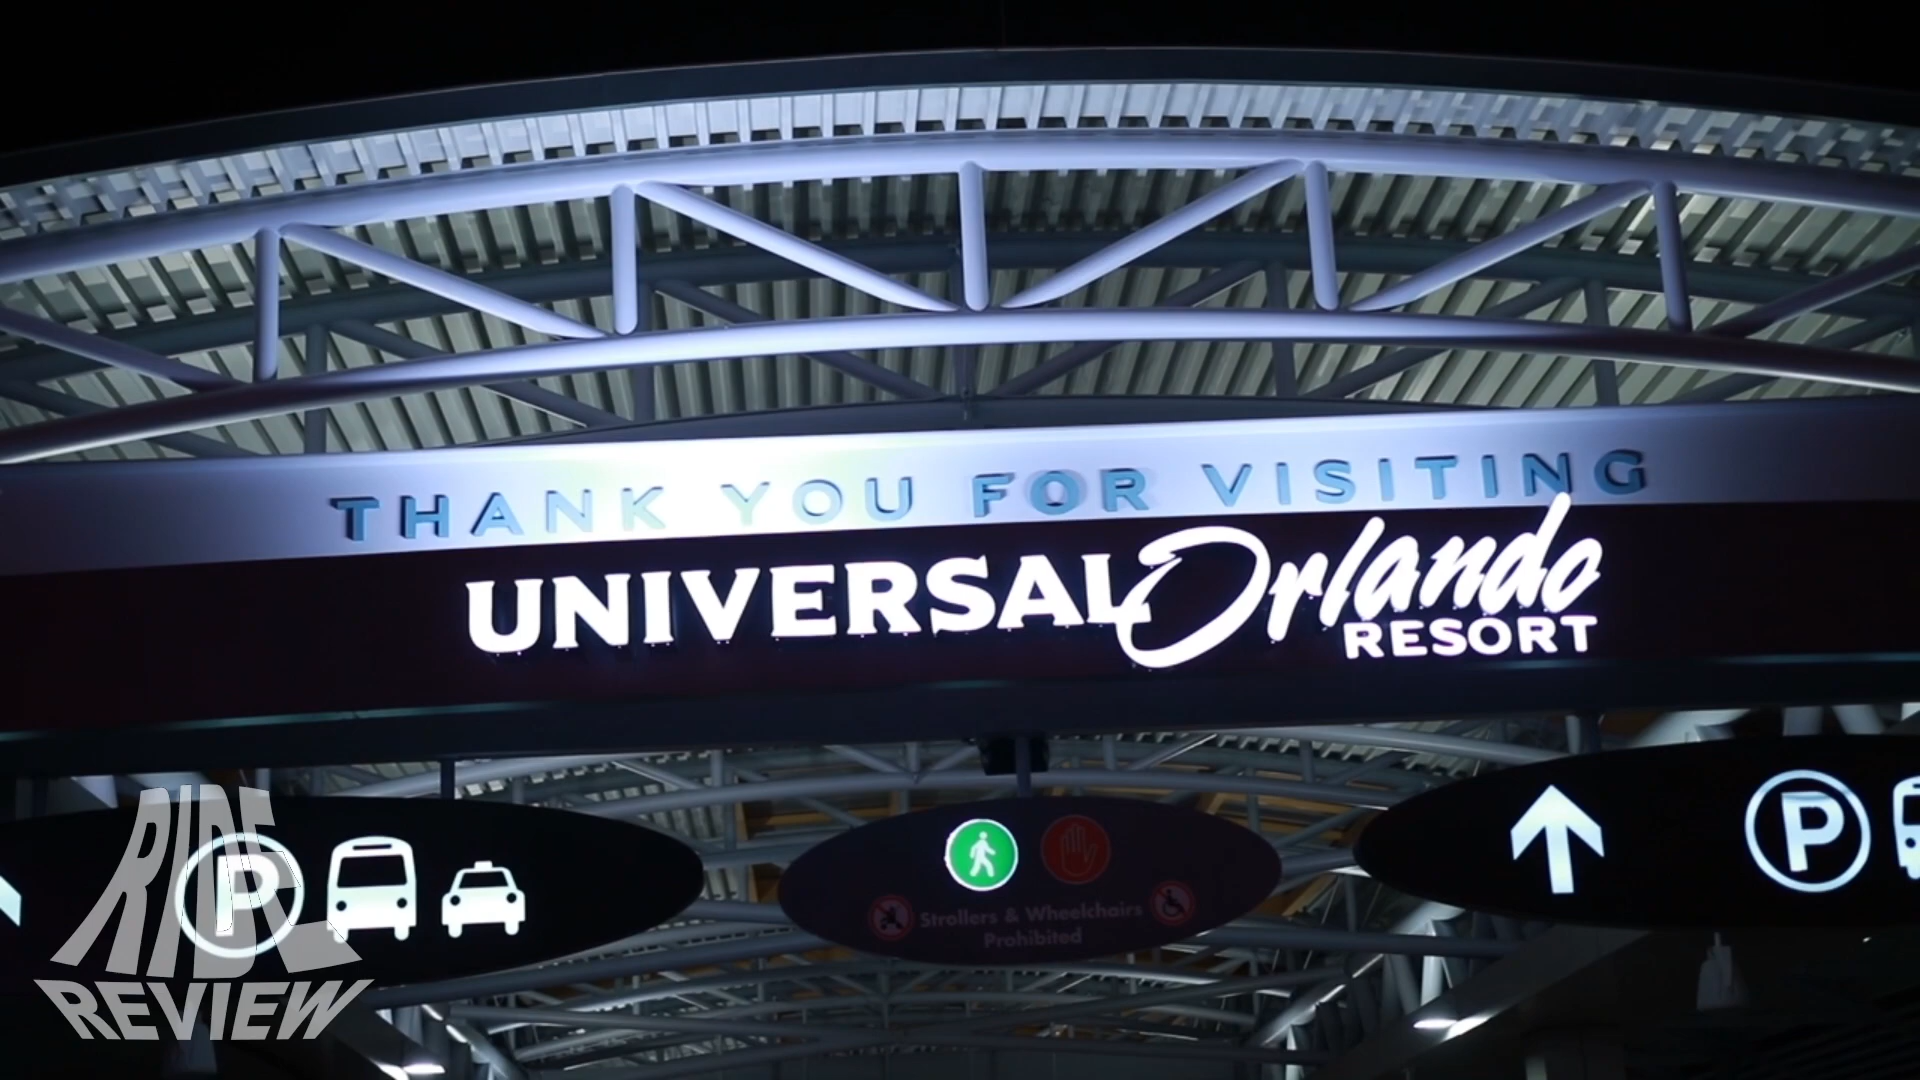 THANK YOU FOR VISITING
UNIVERSAL Orlando
RESORT
P
Strollers & Wheelchairs
Prohibited
P
RIDE
REVIEW